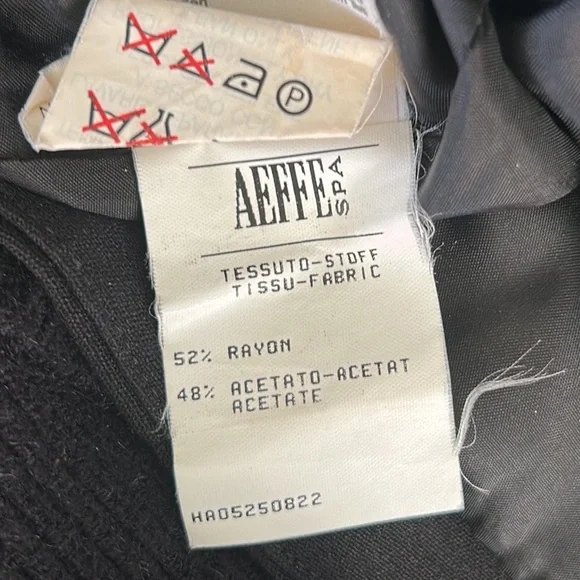 P
AEFFE SPA
TESSUTO-STOFF
TISSU-FABRIC
52% RAYON
48% ACETATO-ACETAT
ACETATE
HA05250822